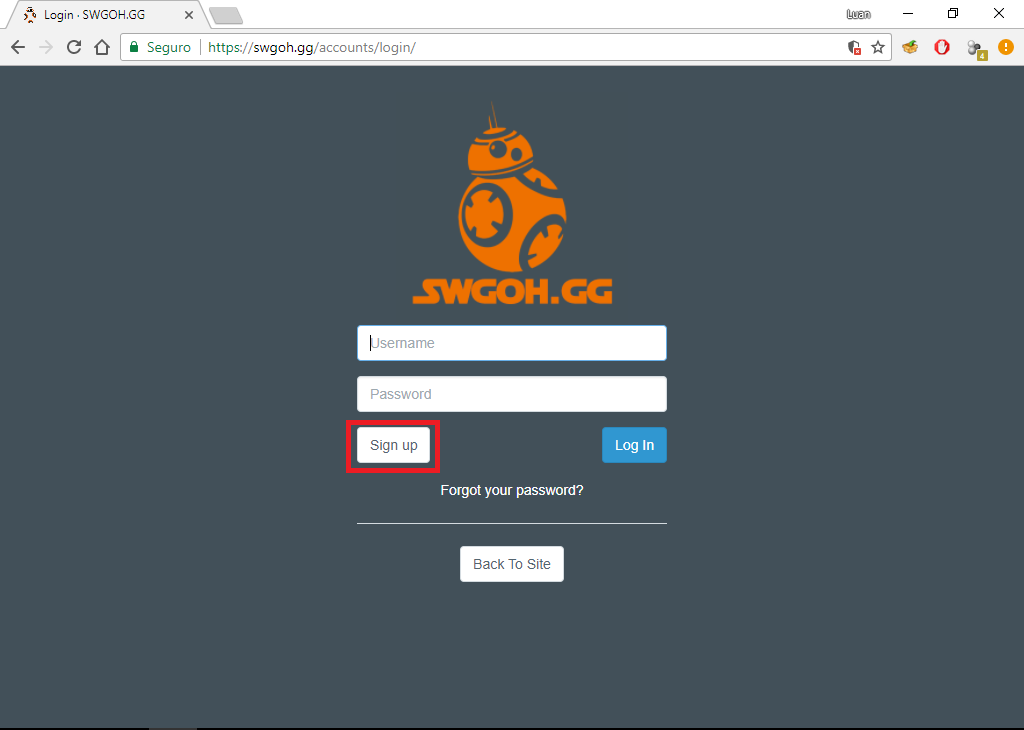 Login · SWGOH.GG
Luan
Seguro
https://swgoh.gg/accounts/login/
4
SWGOH.GG
Username
Password
Sign up
Log In
Forgot your password?
Back To Site